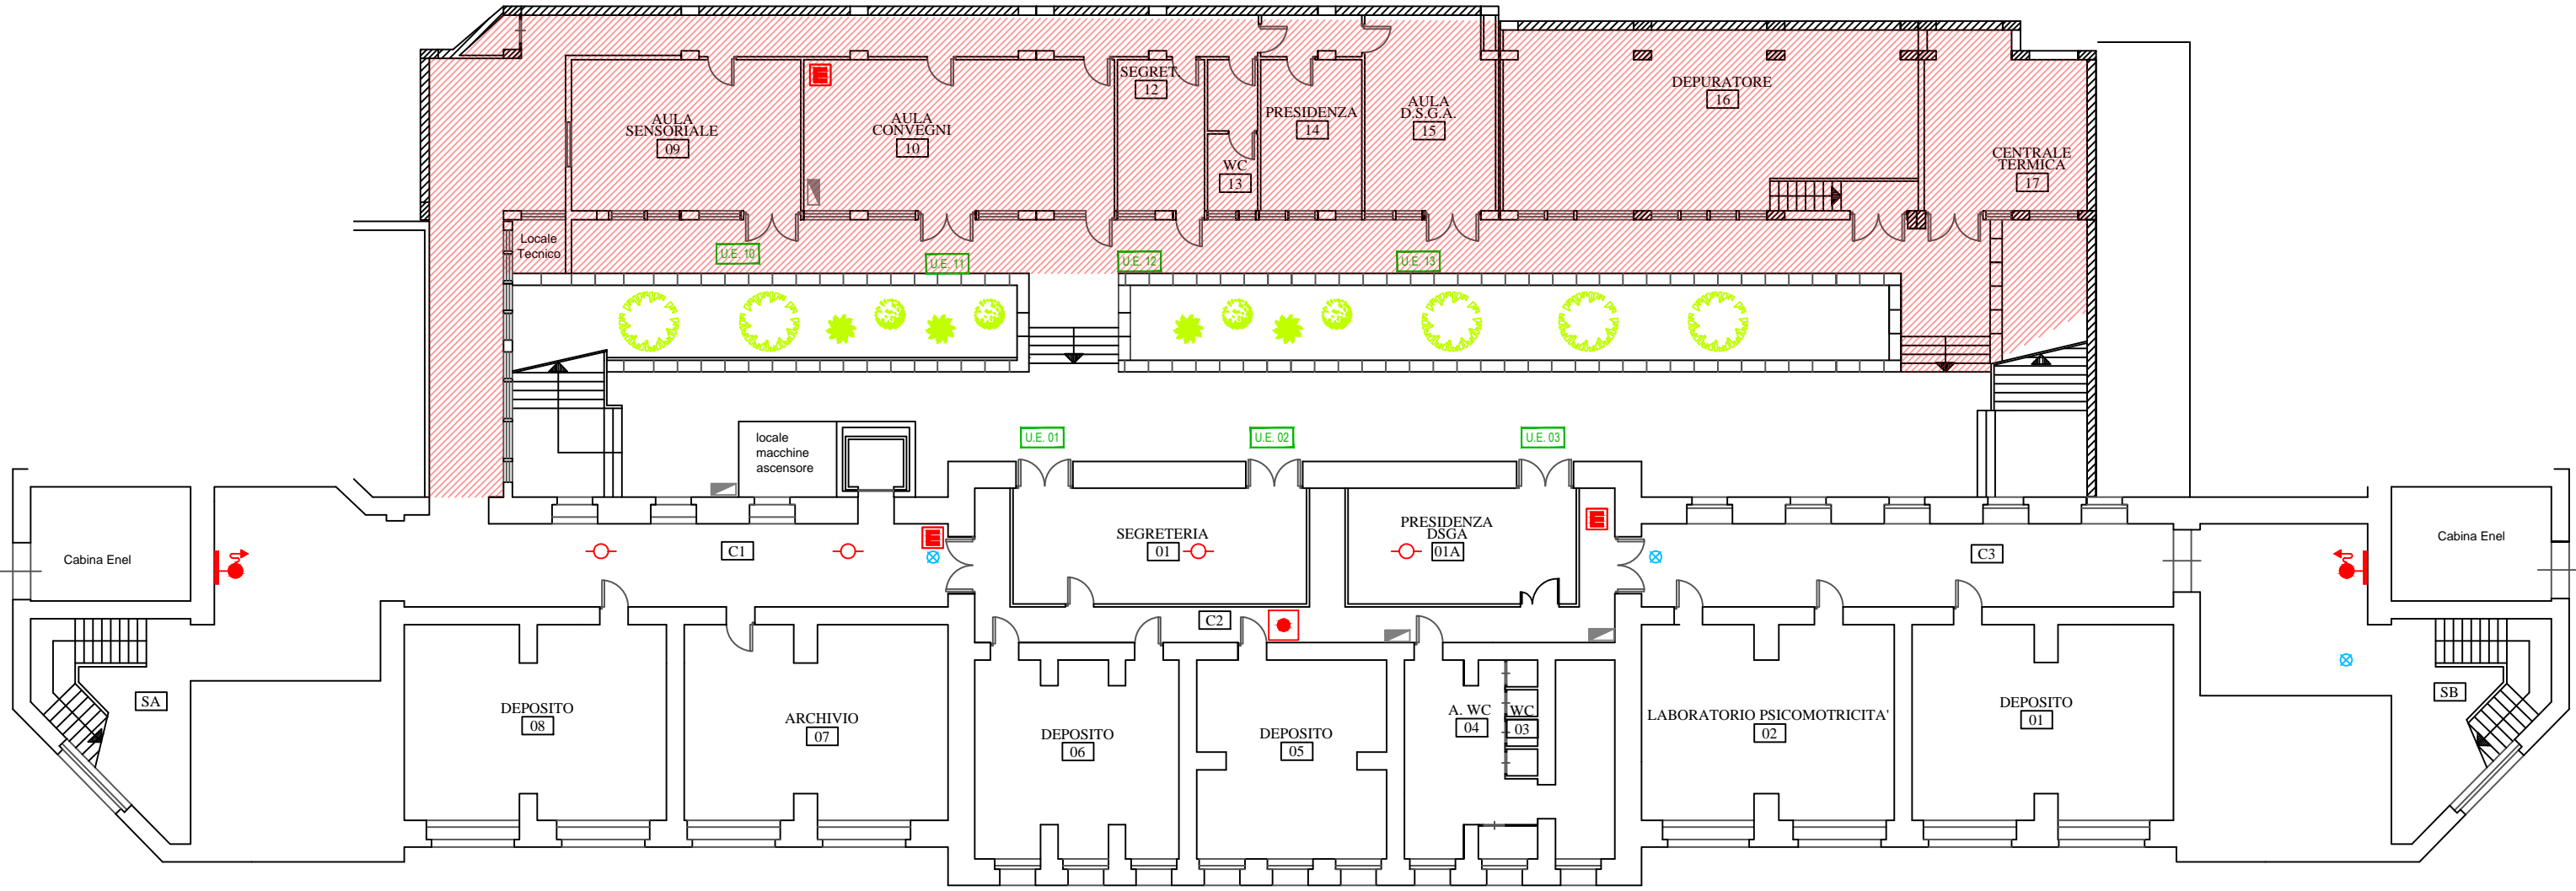 SEGRET.
12
DEPURATORE
16
PRESIDENZA
14
AULA
D.S.G.A.
15
AULA
SENSORIALE
09
AULA
CONVEGNI
10
WC
13
CENTRALE
TERMICA
17
Locale
Tecnico
U.E. 10
U.E. 11
U.E. 12
U.E. 13
locale
macchine
ascensore
U.E. 01
U.E. 02
U.E. 03
Cabina Enel
C1
SEGRETERIA
01
PRESIDENZA
DSGA
01A
C3
Cabina Enel
C2
SA
DEPOSITO
08
ARCHIVIO
07
DEPOSITO
06
DEPOSITO
05
A. WC
04
WC
03
LABORATORIO PSICOMOTRICITA'
02
DEPOSITO
01
SB